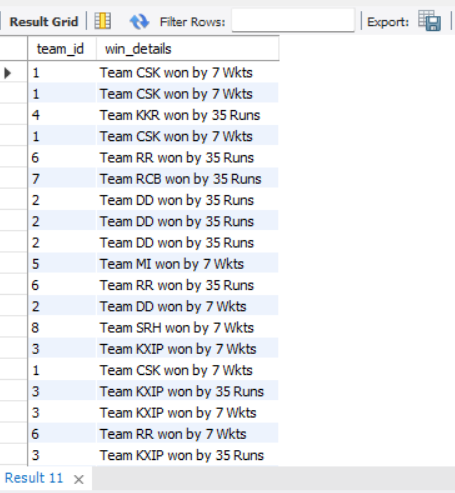 Result Grid Filter Rows: Export:
team_id win_details
1 Team CSK won by 7 Wkts
1 Team CSK won by 7 Wkts
4 Team KKR won by 35 Runs
1 Team CSK won by 7 Wkts
6 Team RR won by 35 Runs
7 Team RCB won by 35 Runs
2 Team DD won by 35 Runs
2 Team DD won by 35 Runs
2 Team DD won by 35 Runs
5 Team MI won by 7 Wkts
6 Team RR won by 35 Runs
2 Team DD won by 7 Wkts
8 Team SRH won by 7 Wkts
3 Team KXIP won by 7 Wkts
1 Team CSK won by 7 Wkts
3 Team KXIP won by 35 Runs
3 Team KXIP won by 7 Wkts
6 Team RR won by 7 Wkts
3 Team KXIP won by 35 Runs
Result 11